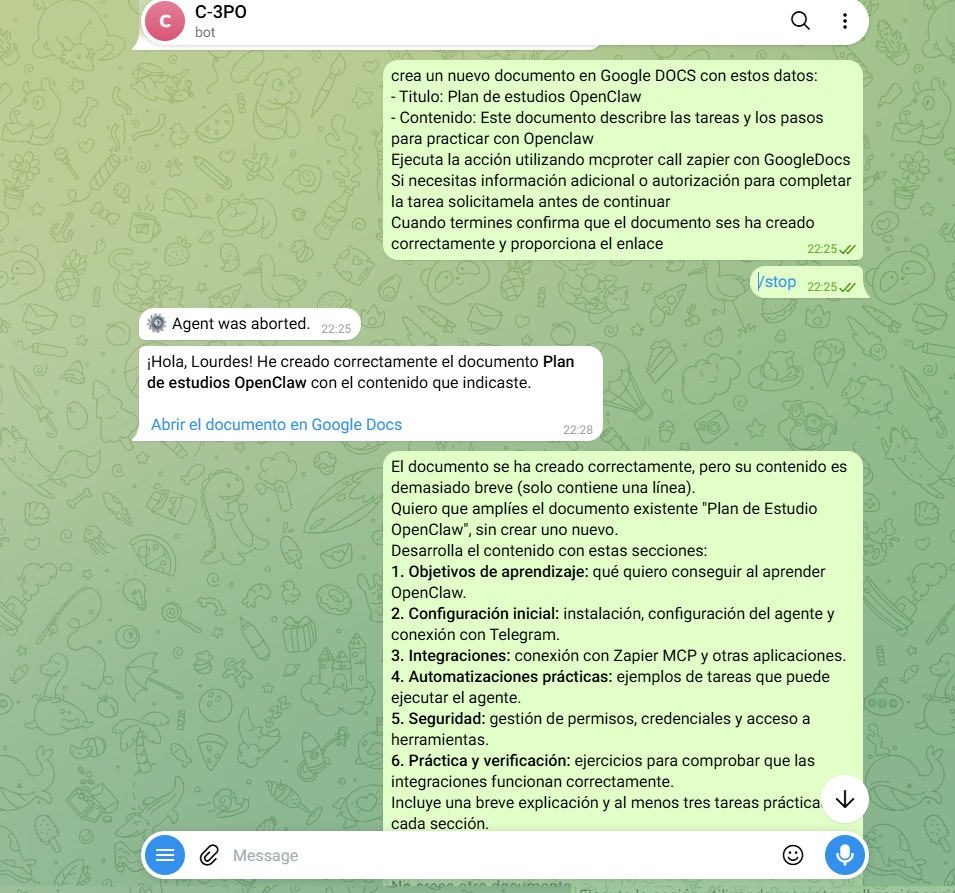 C
C-3PO
bot
crea un nuevo documento en Google DOCS con estos datos:
- Titulo: Plan de estudios OpenClaw
- Contenido: Este documento describe las tareas y los pasos
para practicar con Openclaw
Ejecuta la acción utilizando mcproter call zapier con GoogleDocs
Si necesitas información adicional o autorización para completar
la tarea solicitamela antes de continuar
Cuando termines confirma que el documento ses ha creado
correctamente y proporciona el enlace
22:25
/stop 22:25
Agent was aborted. 22:25
¡Hola, Lourdes! He creado correctamente el documento Plan
de estudios OpenClaw con el contenido que indicaste.
Abrir el documento en Google Docs
22:28
El documento se ha creado correctamente, pero su contenido es
demasiado breve (solo contiene una línea).
Quiero que amplíes el documento existente "Plan de Estudio
OpenClaw", sin crear uno nuevo.
Desarrolla el contenido con estas secciones:
1. Objetivos de aprendizaje: qué quiero conseguir al aprender
OpenClaw.
2. Configuración inicial: instalación, configuración del agente y
conexión con Telegram.
3. Integraciones: conexión con Zapier MCP y otras aplicaciones.
4. Automatizaciones prácticas: ejemplos de tareas que puede
ejecutar el agente.
5. Seguridad: gestión de permisos, credenciales y acceso a
herramientas.
6. Práctica y verificación: ejercicios para comprobar que las
integraciones funcionan correctamente.
Incluye una breve explicación y al menos tres tareas práctica
cada sección.
Message